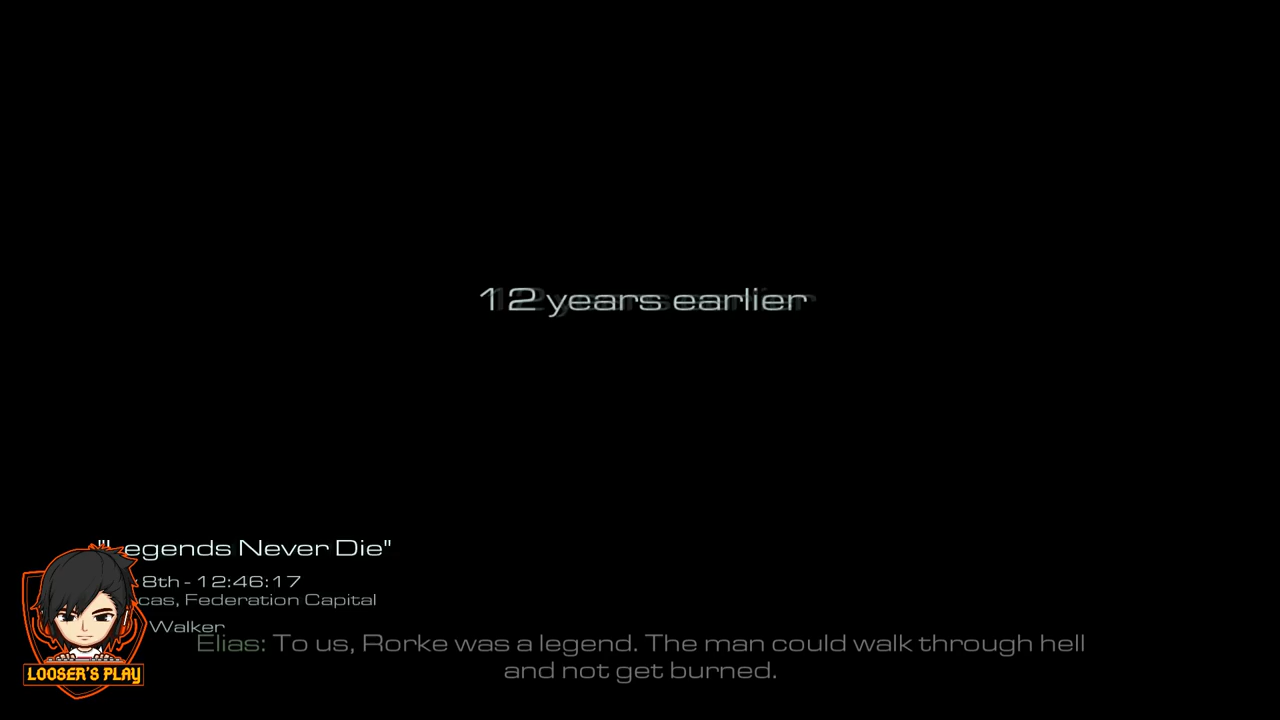 12 years earlier
"Legends Never Die"
8th - 12:46:17
Federation Capital
Walker
Elias: To us, Rorke was a legend. The man could walk through hell
and not get burned.
LOOSER'S PLAY